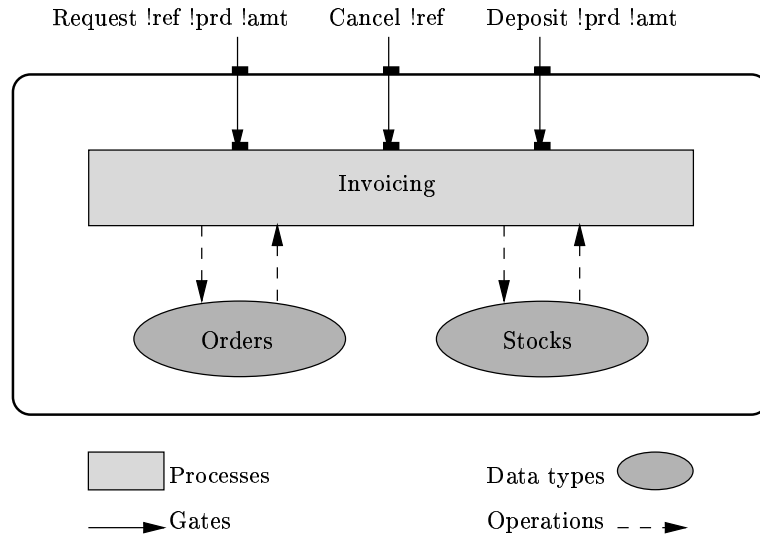 Request !ref !prd !amt Cancel !ref Deposit !prd !amt
Invoicing
Orders Stocks
Processes Data types
Gates Operations